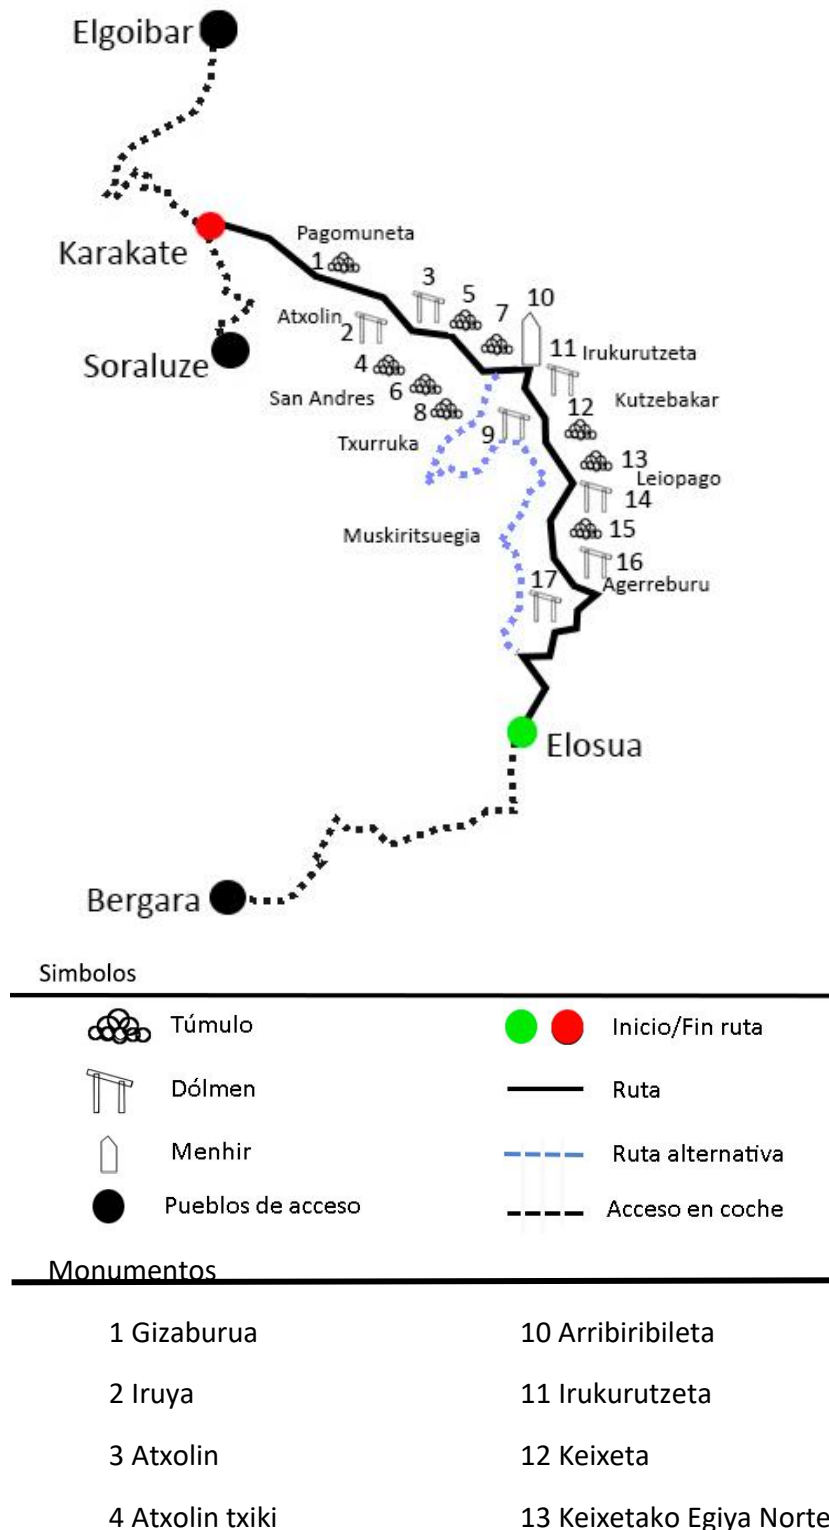 Elgoibar
Karakate
Pagomuneta
1
3
5
7
10
Atxolin
2
11 Irukurutzeta
Soraluze
4
San Andres
6
8
Kutzebakar
12
Txurruka
9
13
Leiopago
14
Muskiritsuegia
15
16
17
Agerreburu
Elosua
Bergara
Simbolos
Túmulo
Inicio/Fin ruta
Dólmen
Ruta
Menhir
Ruta alternativa
Pueblos de acceso
Acceso en coche
Monumentos
1 Gizaburua
10 Arribiribileta
2 Iruya
11 Irukurutzeta
3 Atxolin
12 Keixeta
4 Atxolin txiki
13 Keixetako Egiya Norte